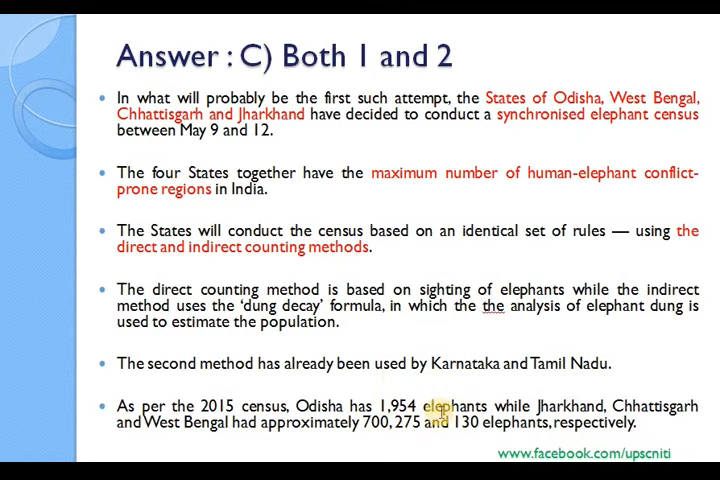 Answer : C) Both 1 and 2
• In what will probably be the first such attempt, the States of Odisha, West Bengal,
Chhattisgarh and Jharkhand have decided to conduct a synchronised elephant census
between May 9 and 12.
• The four States together have the maximum number of human-elephant conflict-
prone regions in India.
• The States will conduct the census based on an identical set of rules — using the
direct and indirect counting methods.
• The direct counting method is based on sighting of elephants while the indirect
method uses the ‘dung decay’ formula, in which the the analysis of elephant dung is
used to estimate the population.
• The second method has already been used by Karnataka and Tamil Nadu.
• As per the 2015 census, Odisha has 1,954 elephants while Jharkhand, Chhattisgarh
and West Bengal had approximately 700, 275 and 130 elephants, respectively.
www.facebook.com/upscniti